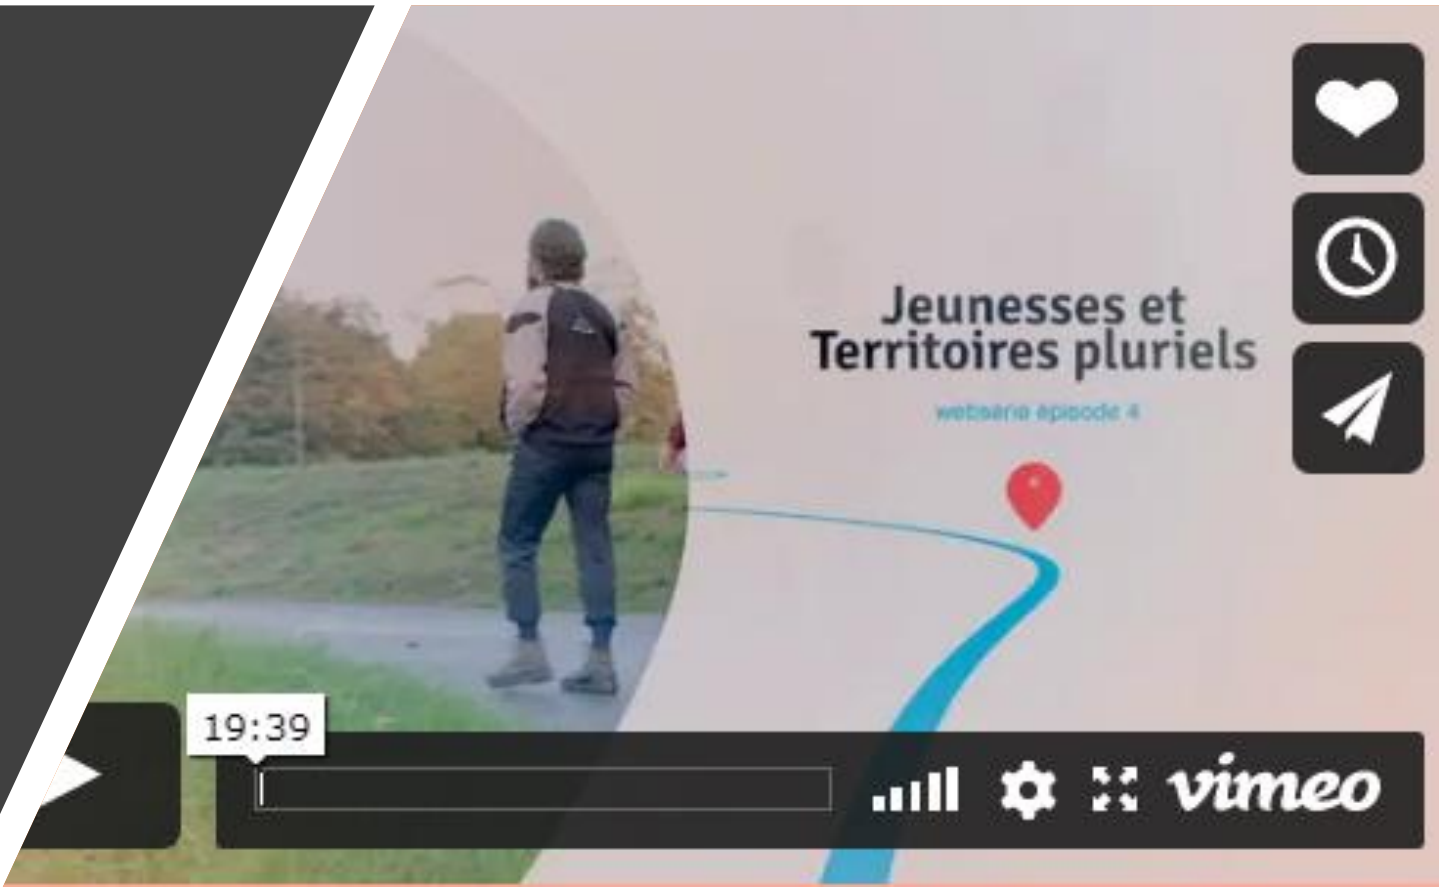 Jeunesses et
Territoires pluriels
websérie épisode 4
19:39
vimeo